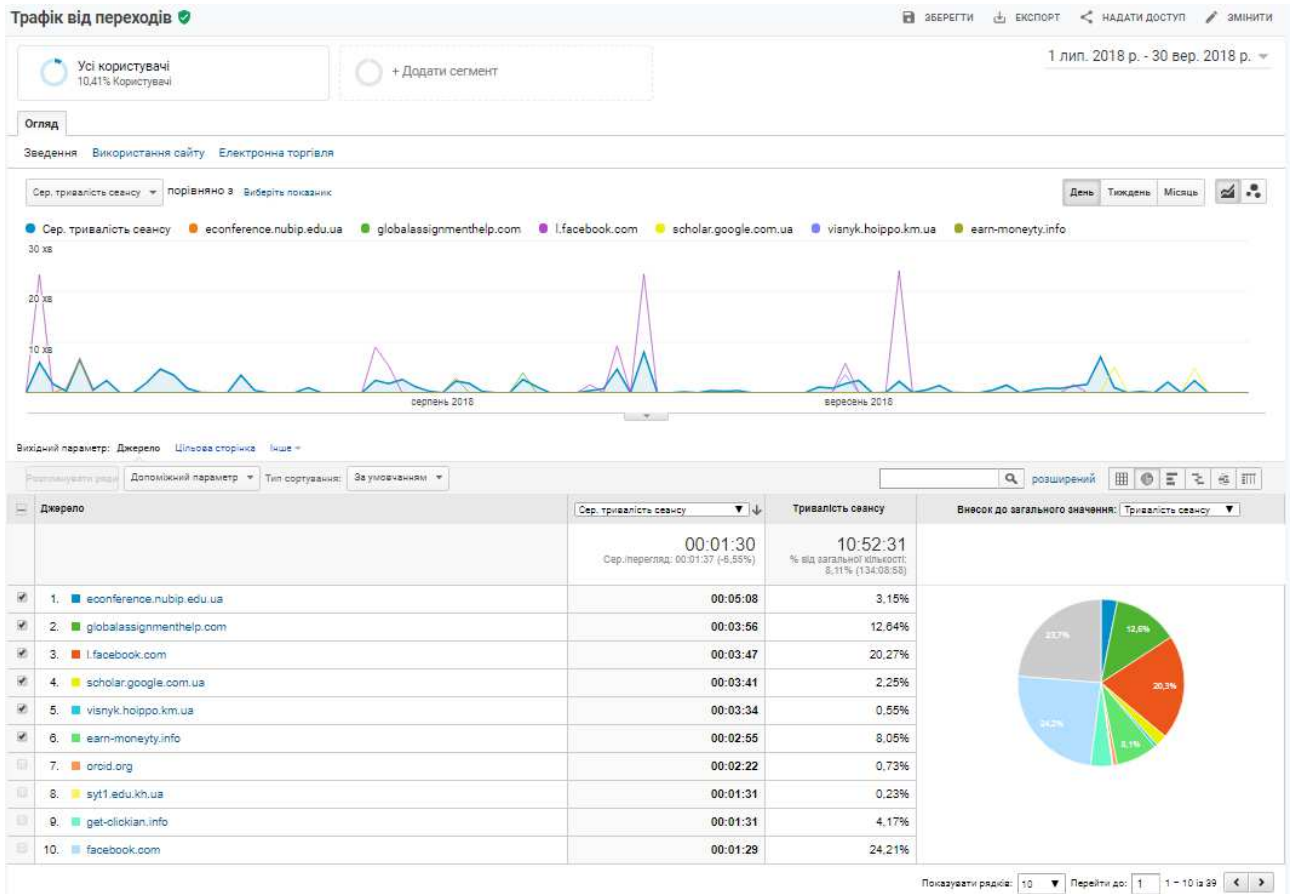 Трафік від переходів
ЗБЕРЕГТИ ЕКСПОРТ НАДАТИ ДОСТУП ЗМІНИТИ
Усі користувачі
10,41% Користувачі
+ Додати сегмент
1 лип. 2018 р. - 30 вер. 2018 р.
Огляд
Зведення Використання сайту Електронна торгівля
Сер. тривалість сеансу порівняно з Виберіть показник
День Тиждень Місяць
Сер. тривалість сеансу econference.nubip.edu.ua globalassignmenthelp.com l.facebook.com scholar.google.com.ua visnyk.hoippo.km.ua earn-moneyty.info
30 хв
20 хв
10 хв
серпень 2018 вересень 2018
Вихідний параметр: Джерело Цільова сторінка Інше
Розташувати ряди Допоміжний параметр Тип сортування: За умовчанням
розширений
Джерело Сер. тривалість сеансу Тривалість сеансу Внесок до загального значення: Тривалість сеансу
00:01:30 10:52:31
Сер./перегляд: 00:01:37 (-6,55%) % від загальної кількості:
8,11% (134:08:58)
1. econference.nubip.edu.ua 00:05:08 3,15%
2. globalassignmenthelp.com 00:03:56 12,64%
3. l.facebook.com 00:03:47 20,27%
4. scholar.google.com.ua 00:03:41 2,25%
5. visnyk.hoippo.km.ua 00:03:34 0,55%
6. earn-moneyty.info 00:02:55 8,05%
7. orcid.org 00:02:22 0,73%
8. syt1.edu.kh.ua 00:01:31 0,23%
9. get-clickian.info 00:01:31 4,17%
10. facebook.com 00:01:29 24,21%
12,6%
20,3%
8,1%
24,2%
23,7%
Показувати рядків: 10 Перейти до: 1 1 – 10 із 39